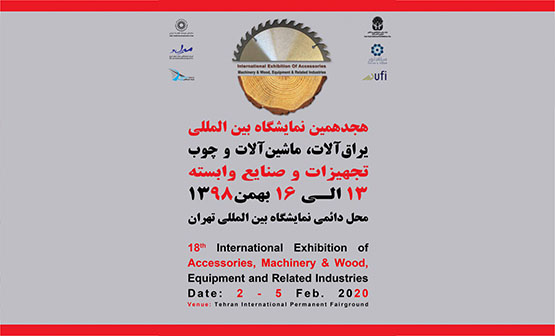 International Exhibition Of Accessories
Machinery & Wood, Equipment & Related Industries
ufi
هجدهمین نمایشگاه بین المللی
یراق‌آلات، ماشین‌آلات و چوب
تجهیزات و صنایع وابسته
۱۳ الــی ۱۶ بهمن ۱۳۹۸
محل دائمی نمایشگاه بین المللی تهران
18th International Exhibition of
Accessories, Machinery & Wood,
Equipment and Related Industries
Date: 2 - 5 Feb. 2020
Venue: Tehran International Permanent Fairground